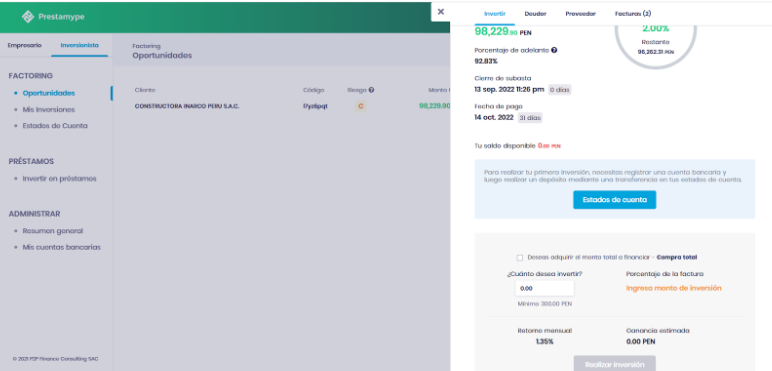 Prestamype
Empresario
Inversionista
FACTORING
Oportunidades
Mis Inversiones
Estados de Cuenta
PRÉSTAMOS
Invertir en préstamos
ADMINISTRAR
Resumen general
Mis cuentas bancarias
© 2021 P2P Finance Consulting SAC
Factoring
Oportunidades
Cliente
Código
Riesgo
Monto
CONSTRUCTORA INARCO PERU S.A.C.
C
98,229.90
Invertir
Deudor
Proveedor
Facturas (2)
98,229.90 PEN
2.00%
Restante
96,262.31 PEN
Porcentaje de adelanto
92.83%
Cierre de subasta
13 sep. 2022 11:26 pm 0 días
Fecha de pago
14 oct. 2022 31 días
Tu saldo disponible 0.00 PEN
Para realizar tu primera inversión, necesitas registrar una cuenta bancaria y
luego realizar un depósito mediante una transferencia en tus estados de cuenta.
Estados de cuenta
Deseas adquirir el monto total a financiar - Compra total
¿Cuánto desea invertir?
0.00
Mínimo 300.00 PEN
Porcentaje de la factura
Ingresa monto de inversión
Retorno mensual
1.35%
Ganancia estimada
0.00 PEN
Realizar inversión